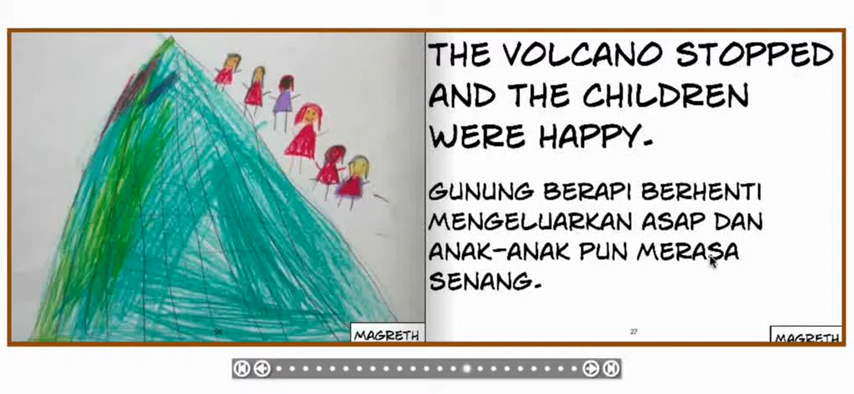 MAGRETH
THE VOLCANO STOPPED
AND THE CHILDREN
WERE HAPPY.
GUNUNG BERAPI BERHENTI
MENGELUARKAN ASAP DAN
ANAK-ANAK PUN MERASA
SENANG.
27
MAGRETH